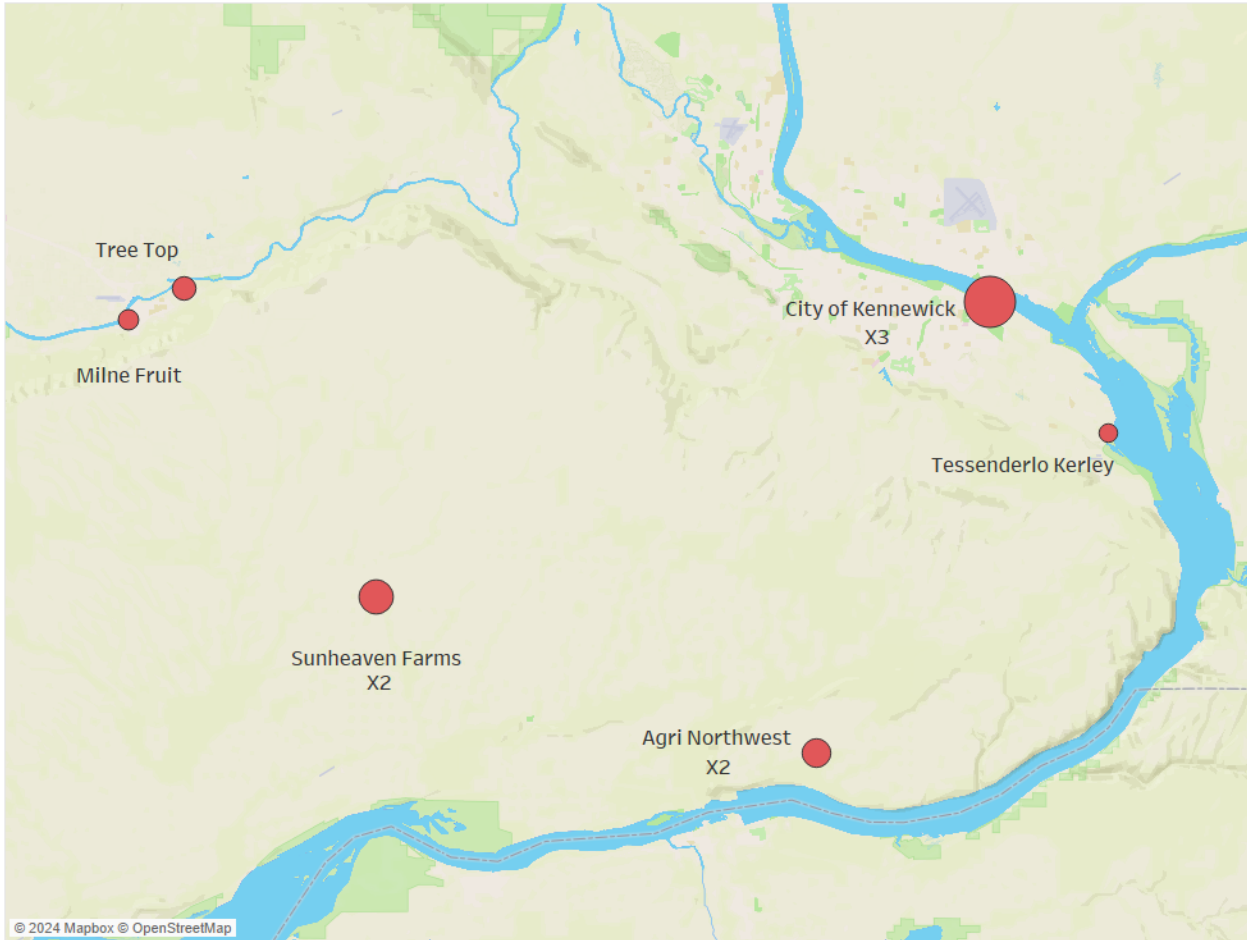 Tree Top
Milne Fruit
City of Kennewick
X3
Tessenderlo Kerley
Sunheaven Farms
X2
Agri Northwest
X2
© 2024 Mapbox © OpenStreetMap